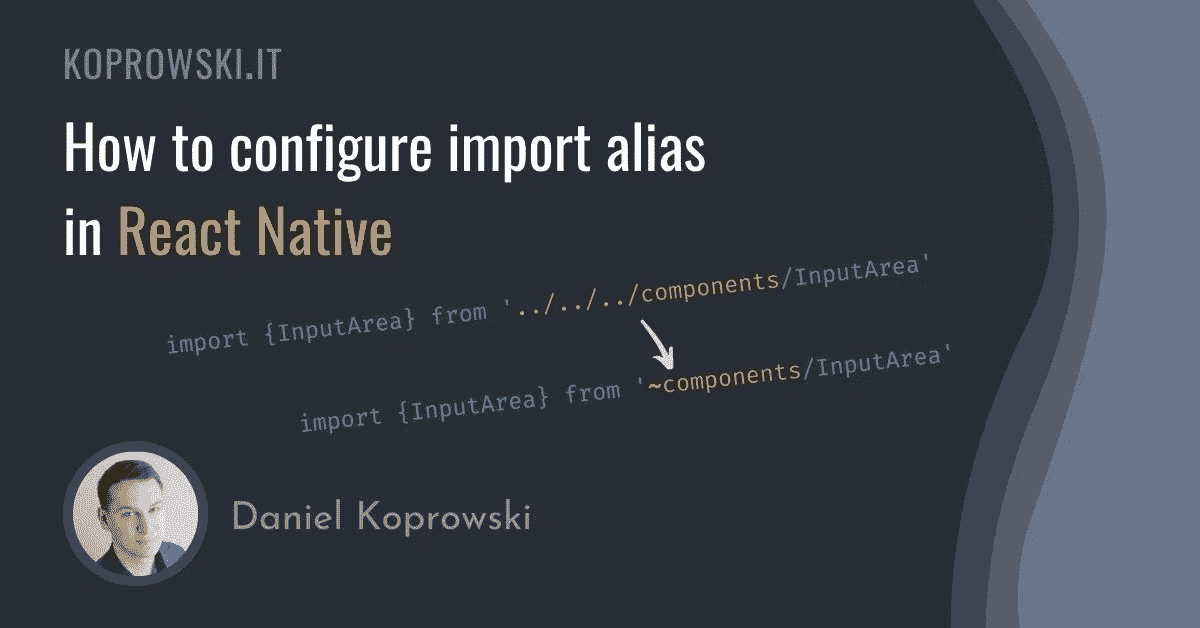 KOPROWSKI.IT
How to configure import alias
in React Native
import {InputArea} from '../../../components/InputArea'
import {InputArea} from '~components/InputArea'
Daniel Koprowski